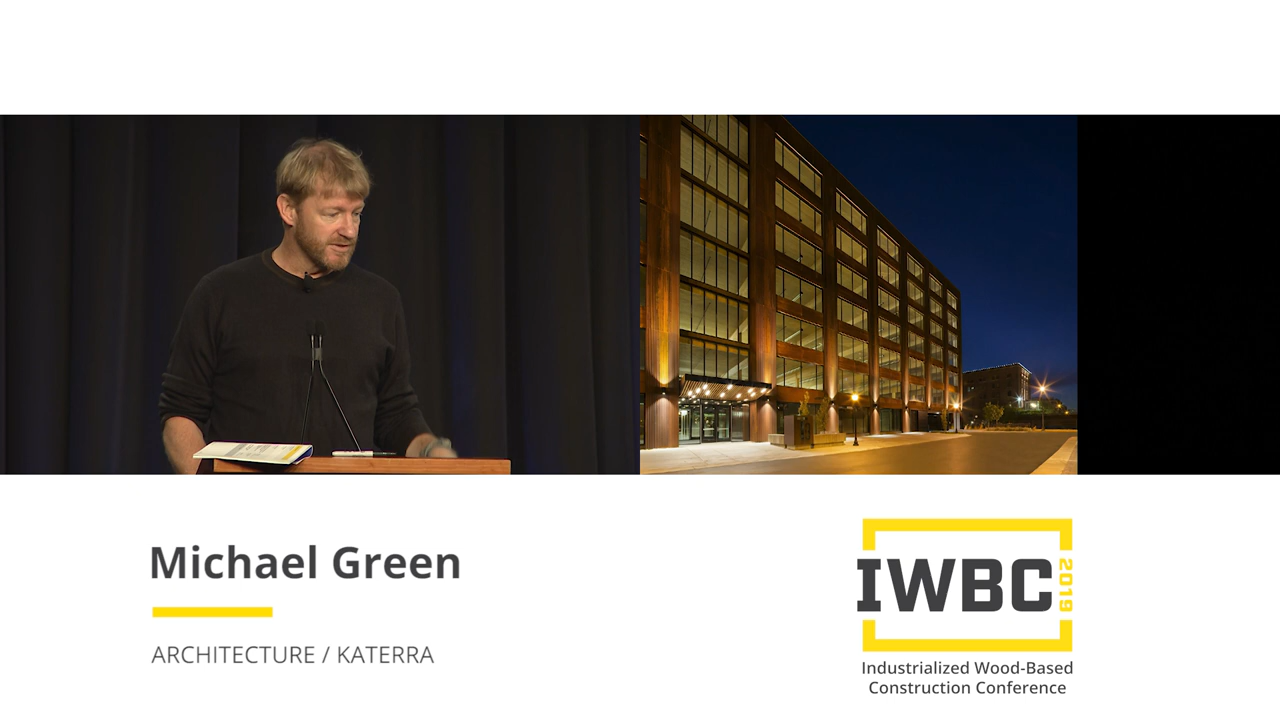 Michael Green
ARCHITECTURE / KATERRA
IWBC 2019
Industrialized Wood-Based
Construction Conference